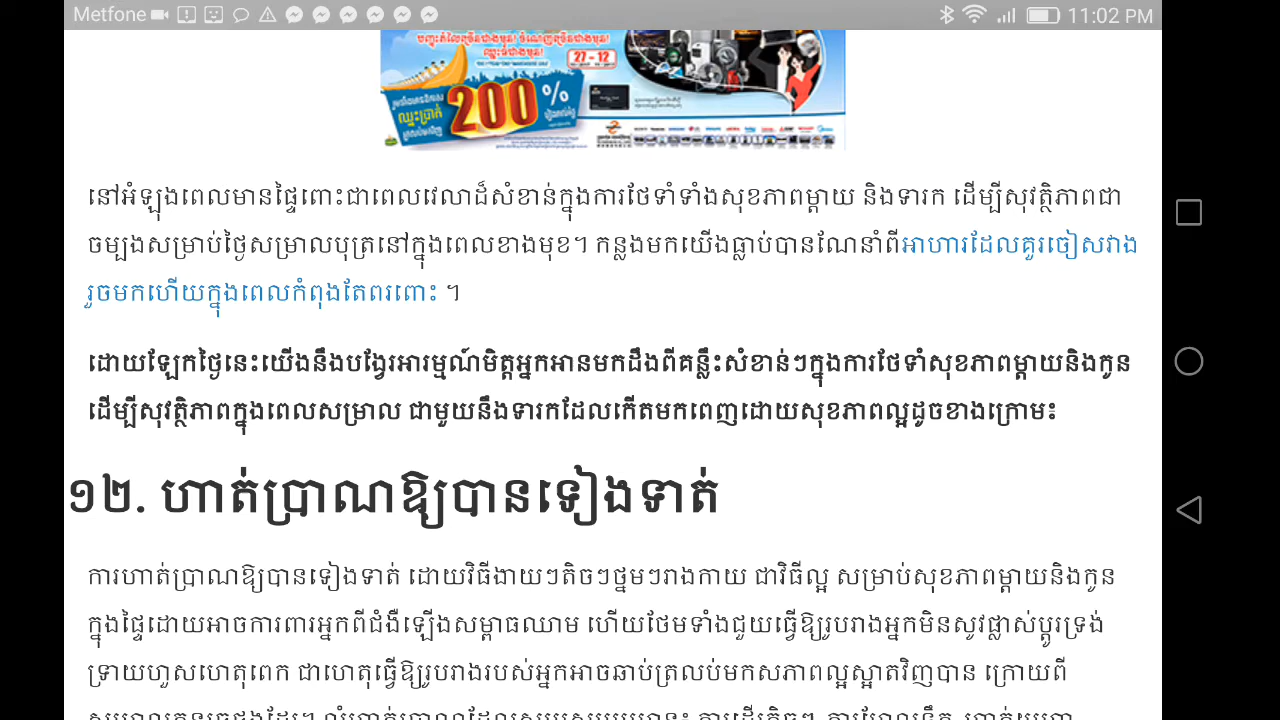 Metfone
11:02 PM
27 - 12
200%
នៅអំឡុងពេលមានផ្ទៃពោះជាពេលវេលាដ៏សំខាន់ក្នុងការថែទាំទាំងសុខភាពម្តាយ និងទារក ដើម្បីសុវត្ថិភាពជា
ចម្បងសម្រាប់ថ្ងៃសម្រាលបុត្រនៅក្នុងពេលខាងមុខ។ កន្លងមកយើងធ្លាប់បានណែនាំពីអាហារដែលគួរចៀសវាង
រួចមកហើយក្នុងពេលកំពុងតែពរពោះ ។
ដោយឡែកថ្ងៃនេះយើងនឹងបង្វែរអារម្មណ៍មិត្តអ្នកអានមកដឹងពីគន្លឹះសំខាន់ៗក្នុងការថែទាំសុខភាពម្តាយនិងកូន
ដើម្បីសុវត្ថិភាពក្នុងពេលសម្រាល ជាមួយនឹងទារកដែលកើតមកពេញដោយសុខភាពល្អដូចខាងក្រោម៖
១២. ហាត់ប្រាណឱ្យបានទៀងទាត់
ការហាត់ប្រាណឱ្យបានទៀងទាត់ ដោយវិធីងាយៗតិចៗថ្នមៗរាងកាយ ជាវិធីល្អ សម្រាប់សុខភាពម្តាយនិងកូន
ក្នុងផ្ទៃដោយអាចការពារអ្នកពីជំងឺឡើងសម្ពាធឈាម ហើយថែមទាំងជួយធ្វើឱ្យរូបរាងអ្នកមិនសូវផ្លាស់ប្តូរទ្រង់
ទ្រាយហួសហេតុពេក ជាហេតុធ្វើឱ្យរូបរាងរបស់អ្នកអាចឆាប់ត្រលប់មកសភាពល្អស្អាតវិញបាន ក្រោយពី